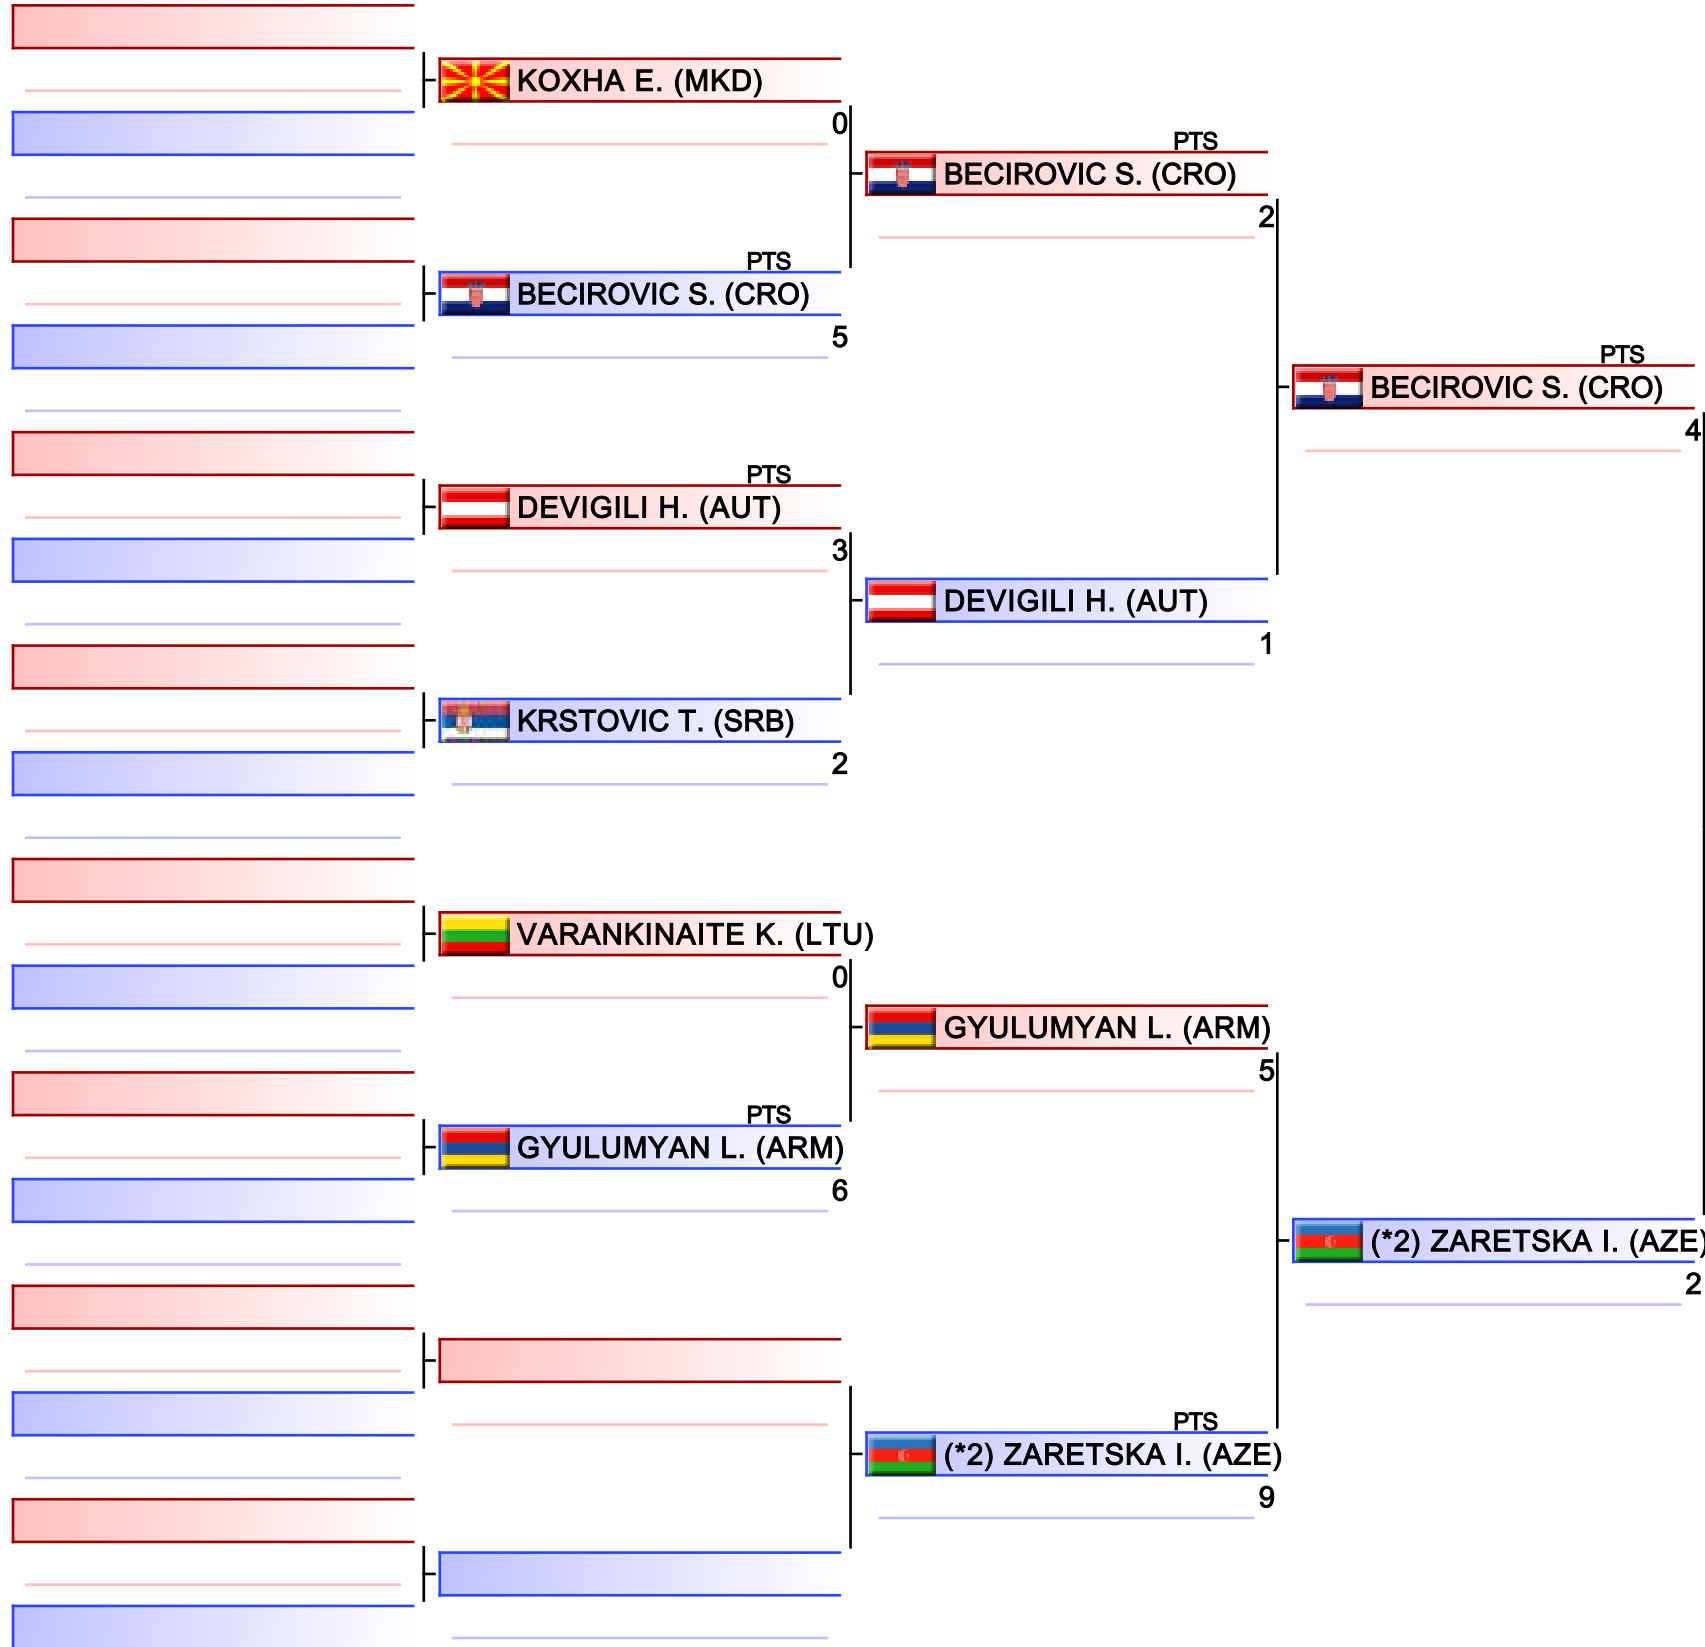 KOXHA E. (MKD)
0
PTS
BECIROVIC S. (CRO)
2
PTS
BECIROVIC S. (CRO)
5
PTS
BECIROVIC S. (CRO)
4
PTS
DEVIGILI H. (AUT)
3
DEVIGILI H. (AUT)
1
KRSTOVIC T. (SRB)
2
VARANKINAITE K. (LTU)
0
GYULUMYAN L. (ARM)
5
PTS
GYULUMYAN L. (ARM)
6
(*2) ZARETSKA I. (AZE)
2
PTS
(*2) ZARETSKA I. (AZE)
9